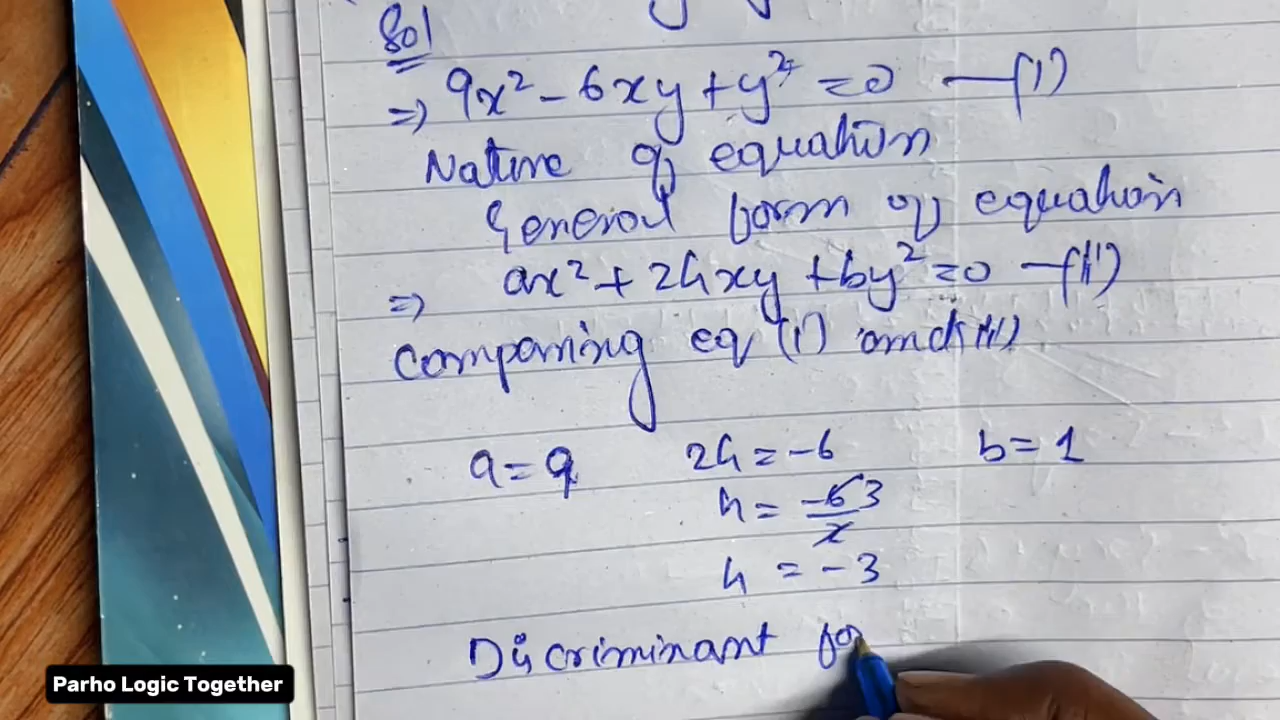 Sol
⇒ 9x² - 6xy + y² = 0 —(i)
Nature of equation
General form of equation
⇒ ax² + 2hxy + by² = 0 —(ii)
Comparing eq (i) and (ii)
a = 9 2h = -6 b = 1
h = -6/2 3
h = -3
Discriminant for
Parho Logic Together